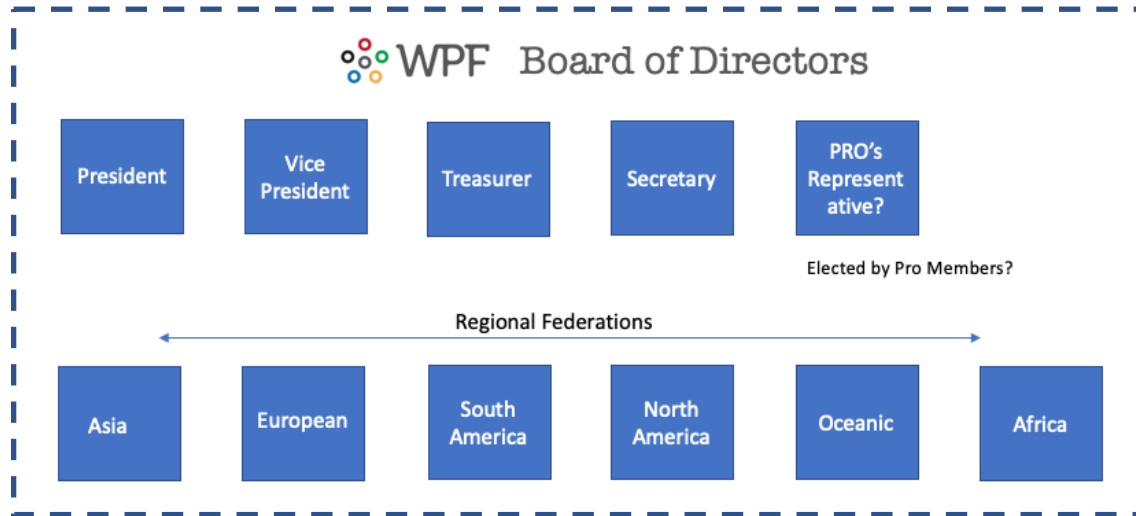 WPF Board of Directors
President
Vice
President
Treasurer
Secretary
PRO's
Represent
ative?
Elected by Pro Members?
Regional Federations
Asia
European
South
America
North
America
Oceanic
Africa